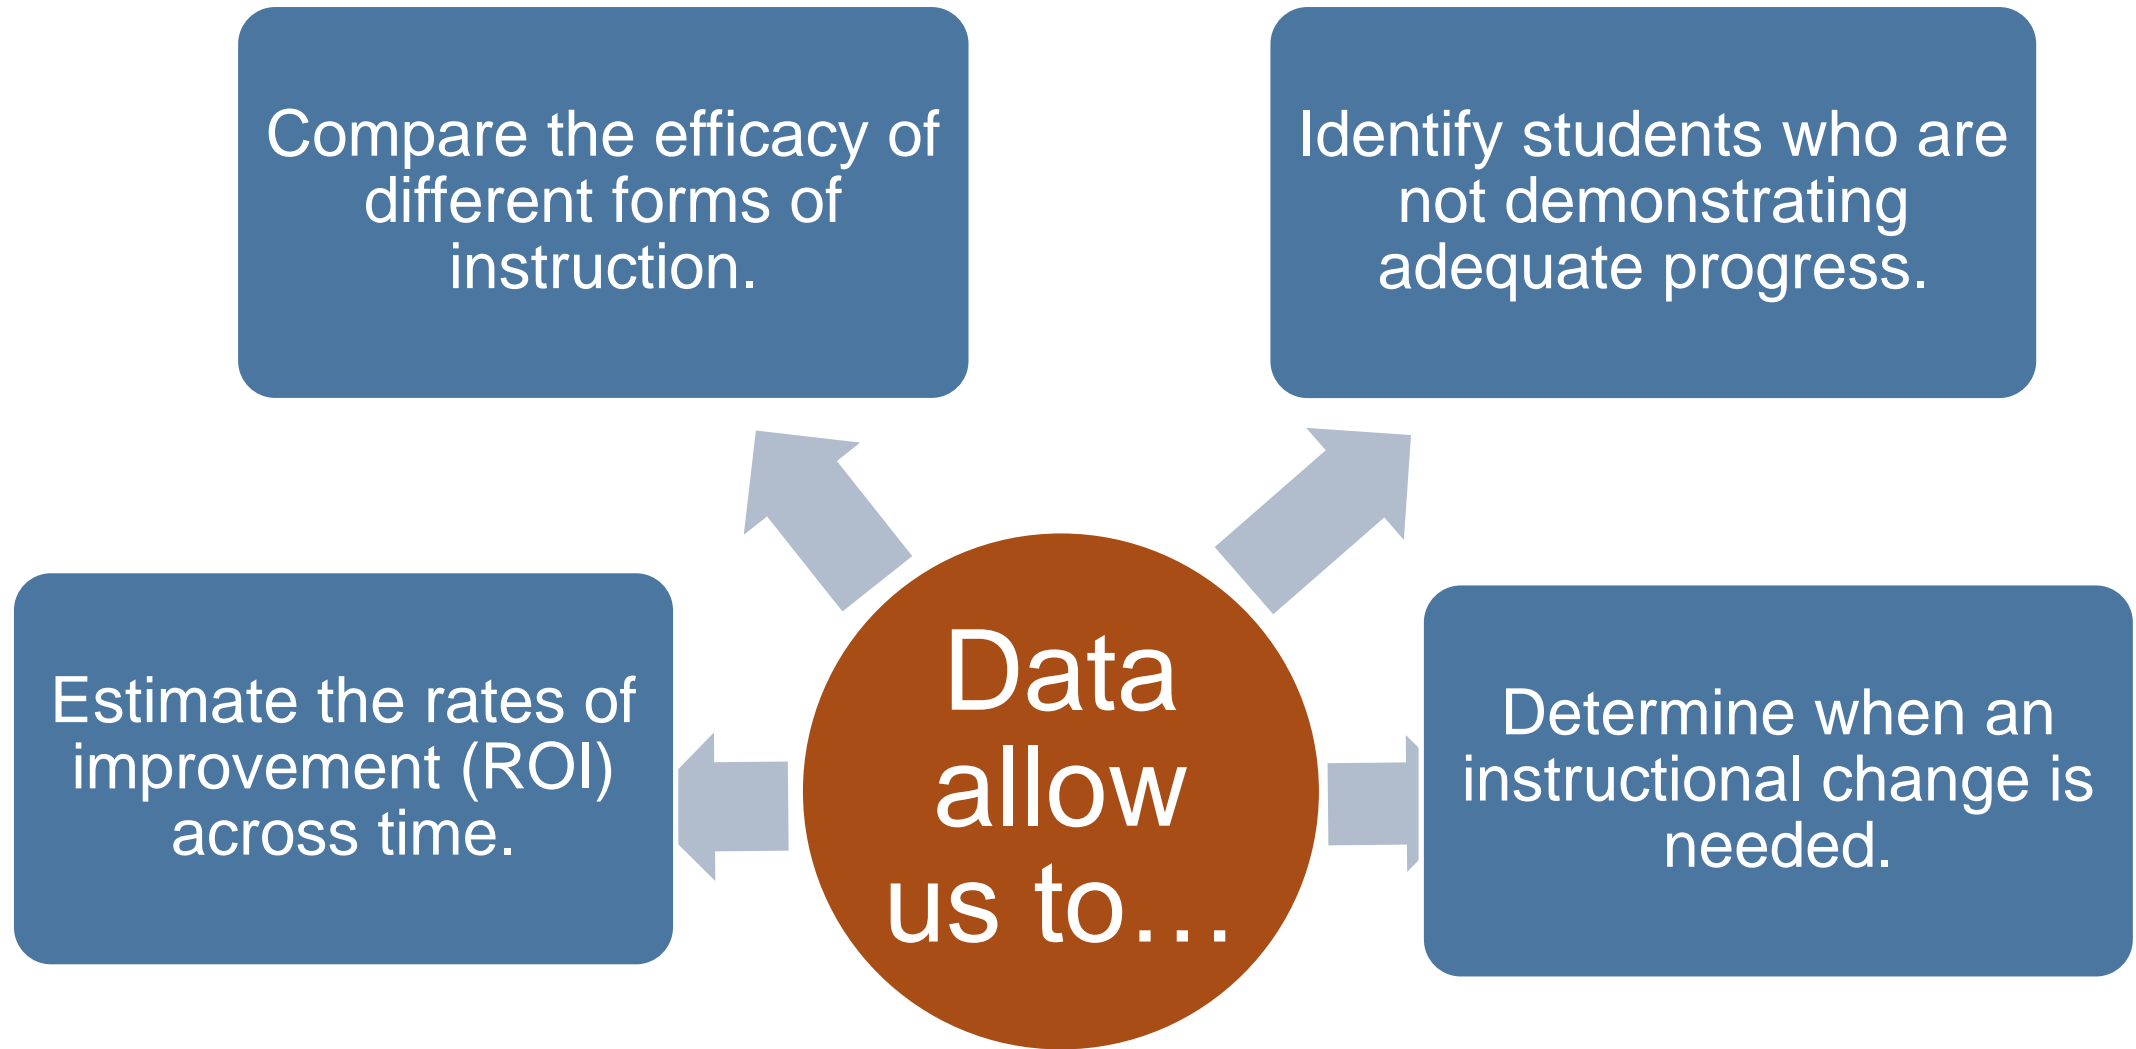 Compare the efficacy of
different forms of
instruction.
Identify students who are
not demonstrating
adequate progress.
Estimate the rates of
improvement (ROI)
across time.
Data
allow
us to…
Determine when an
instructional change is
needed.